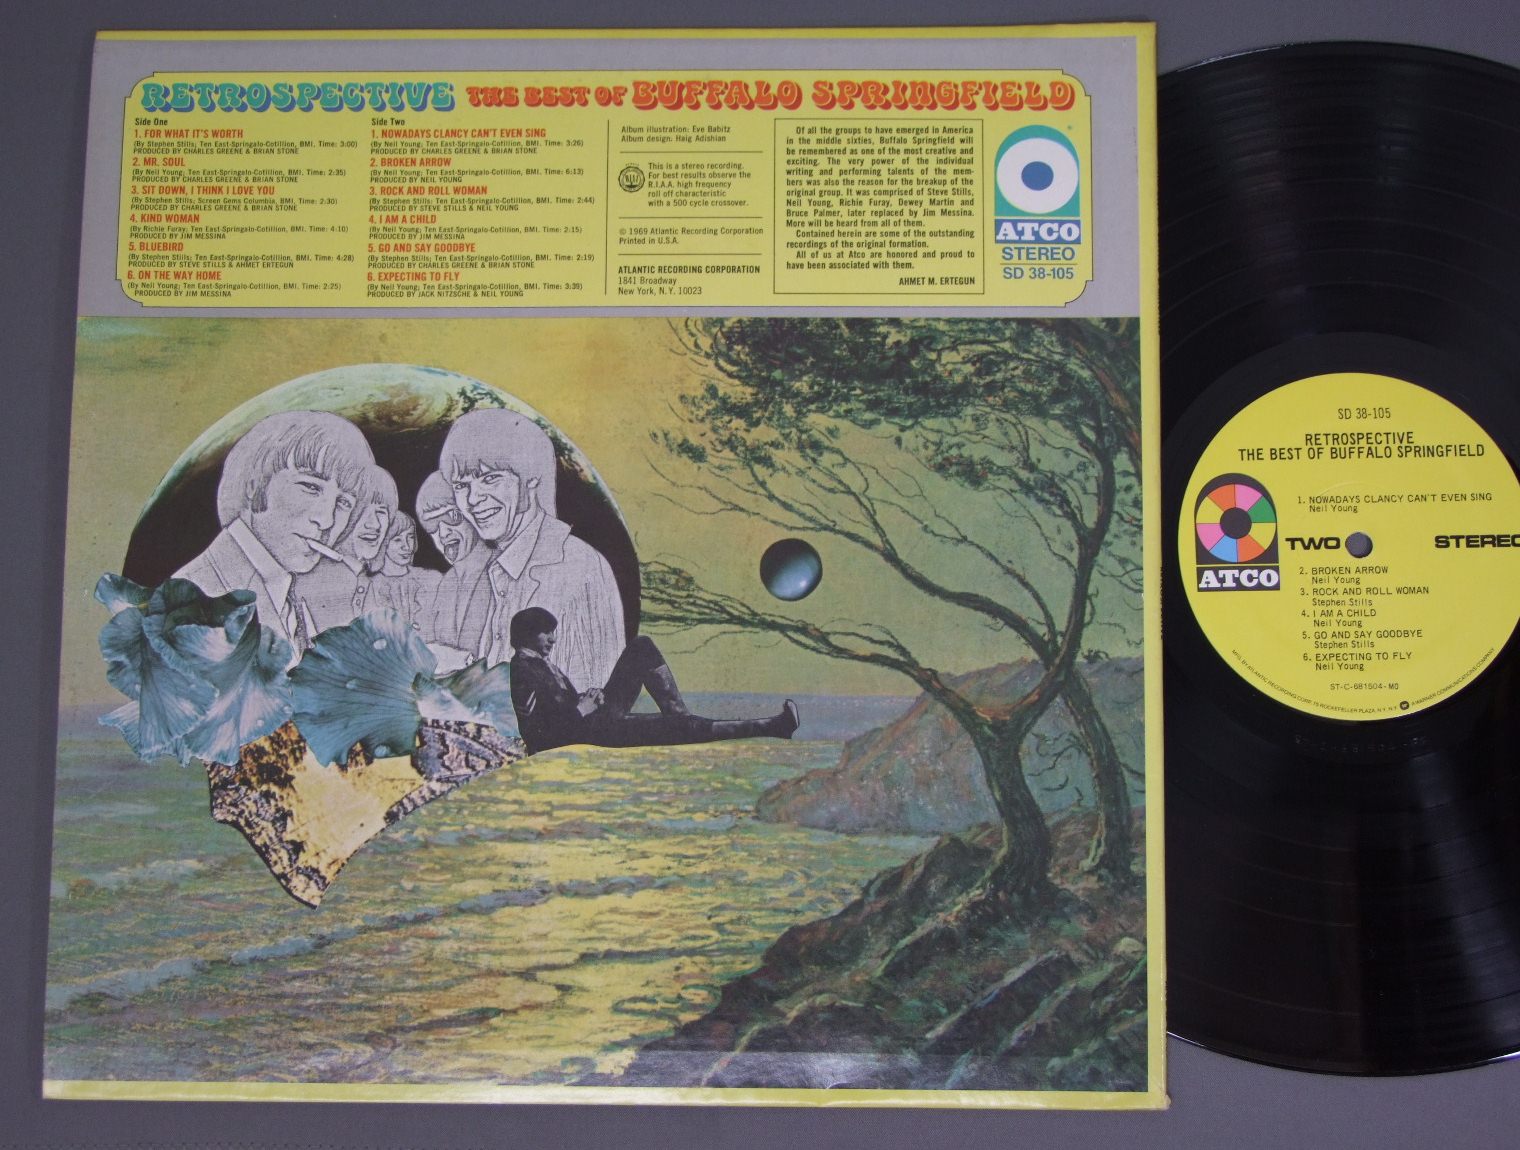 RETROSPECTIVE THE BEST OF BUFFALO SPRINGFIELD
Side One
1. FOR WHAT IT'S WORTH
(By Stephen Stills; Ten East-Springalo-Cotillion, BMI. Time: 3:00)
PRODUCED BY CHARLES GREENE & BRIAN STONE
2. MR. SOUL
(By Neil Young; Ten East-Springalo-Cotillion, BMI. Time: 2:35)
PRODUCED BY CHARLES GREENE & BRIAN STONE
3. SIT DOWN, I THINK I LOVE YOU
(By Stephen Stills; Screen Gems Columbia, BMI. Time: 2:30)
PRODUCED BY CHARLES GREENE & BRIAN STONE
4. KIND WOMAN
(By Richie Furay; Ten East-Springalo-Cotillion, BMI. Time: 4:10)
PRODUCED BY JIM MESSINA
5. BLUEBIRD
(By Stephen Stills; Ten East-Springalo-Cotillion, BMI. Time: 4:28)
PRODUCED BY STEVE STILLS & AHMET ERTEGUN
6. ON THE WAY HOME
(By Neil Young; Ten East-Springalo-Cotillion, BMI. Time: 2:25)
PRODUCED BY JIM MESSINA
Side Two
1. NOWADAYS CLANCY CAN'T EVEN SING
(By Neil Young; Ten East-Springalo-Cotillion, BMI. Time: 3:26)
PRODUCED BY CHARLES GREENE & BRIAN STONE
2. BROKEN ARROW
(By Neil Young; Ten East-Springalo-Cotillion, BMI. Time: 6:13)
PRODUCED BY NEIL YOUNG
3. ROCK AND ROLL WOMAN
(By Stephen Stills; Ten East-Springalo-Cotillion, BMI. Time: 2:44)
PRODUCED BY STEVE STILLS & NEIL YOUNG
4. I AM A CHILD
(By Neil Young; Ten East-Springalo-Cotillion, BMI. Time: 2:15)
PRODUCED BY JIM MESSINA
5. GO AND SAY GOODBYE
(By Stephen Stills; Ten East-Springalo-Cotillion, BMI. Time: 2:19)
PRODUCED BY CHARLES GREENE & BRIAN STONE
6. EXPECTING TO FLY
(By Neil Young; Ten East-Springalo-Cotillion, BMI. Time: 3:39)
PRODUCED BY JACK NITZSCHE & NEIL YOUNG
Album illustration: Eve Babitz
Album design: Haig Adishian
This is a stereo recording.
For best results observe the
R.I.A.A. high frequency
roll off characteristic
with a 500 cycle crossover.
© 1969 Atlantic Recording Corporation
Printed in U.S.A.
ATLANTIC RECORDING CORPORATION
1841 Broadway
New York, N.Y. 10023
Of all the groups to have emerged in America
in the middle sixties, Buffalo Springfield will
be remembered as one of the most creative and
exciting. The very power of the individual
writing and performing talents of the mem-
bers was also the reason for the breakup of the
original group. It was comprised of Steve Stills,
Neil Young, Richie Furay, Dewey Martin and
Bruce Palmer, later replaced by Jim Messina.
More will be heard from all of them.
Contained herein are some of the outstanding
recordings of the original formation.
All of us at Atco are honored and proud to
have been associated with them.
AHMET M. ERTEGUN
ATCO
STEREO
SD 38-105
SD 38-105
RETROSPECTIVE
THE BEST OF BUFFALO SPRINGFIELD
1. NOWADAYS CLANCY CAN'T EVEN SING
Neil Young
TWO
STEREO
ATCO
2. BROKEN ARROW
Neil Young
3. ROCK AND ROLL WOMAN
Stephen Stills
4. I AM A CHILD
Neil Young
5. GO AND SAY GOODBYE
Stephen Stills
6. EXPECTING TO FLY
Neil Young
ST-C-681504-MO
MFG. BY ATLANTIC RECORDING CORP., 75 ROCKEFELLER PLAZA, N.Y. N.Y. A WARNER COMMUNICATIONS COMPANY